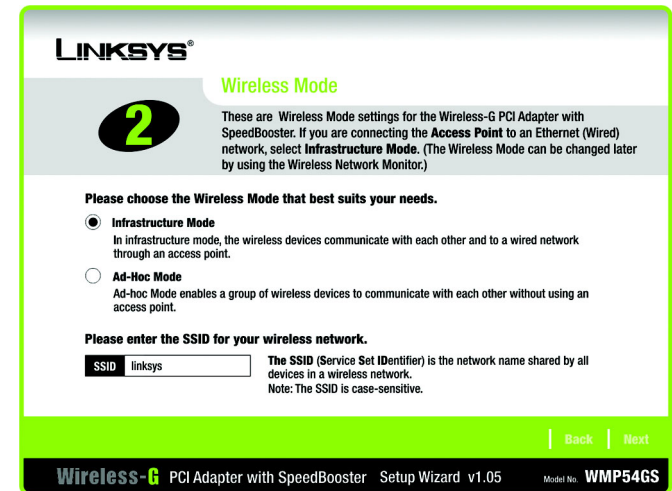 LINKSYS®
Wireless Mode
2
These are Wireless Mode settings for the Wireless-G PCI Adapter with
SpeedBooster. If you are connecting the Access Point to an Ethernet (Wired)
network, select Infrastructure Mode. (The Wireless Mode can be changed later
by using the Wireless Network Monitor.)
Please choose the Wireless Mode that best suits your needs.
Infrastructure Mode
In infrastructure mode, the wireless devices communicate with each other and to a wired network
through an access point.
Ad-Hoc Mode
Ad-hoc Mode enables a group of wireless devices to communicate with each other without using an
access point.
Please enter the SSID for your wireless network.
SSID linksys
The SSID (Service Set IDentifier) is the network name shared by all
devices in a wireless network.
Note: The SSID is case-sensitive.
Back Next
Wireless-G PCI Adapter with SpeedBooster Setup Wizard v1.05 Model No. WMP54GS